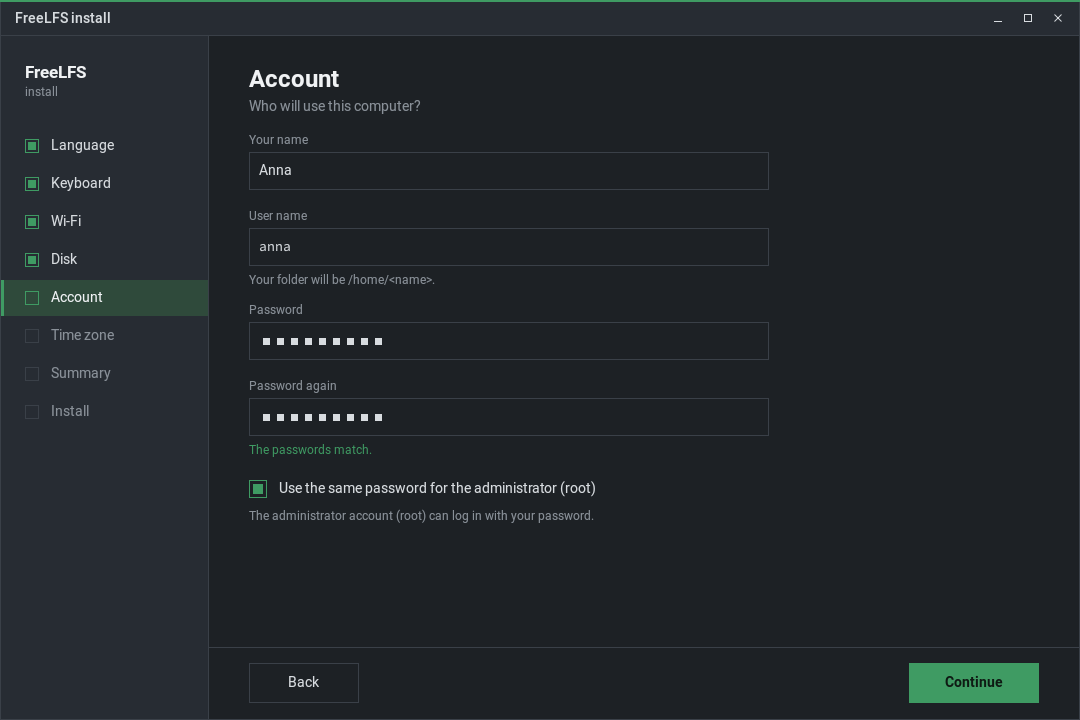 FreeLFS install
FreeLFS
install
Language
Keyboard
Wi-Fi
Disk
Account
Time zone
Summary
Install
Account
Who will use this computer?
Your name
Anna
User name
anna
Your folder will be /home/<name>.
Password
Password again
The passwords match.
Use the same password for the administrator (root)
The administrator account (root) can log in with your password.
Back
Continue